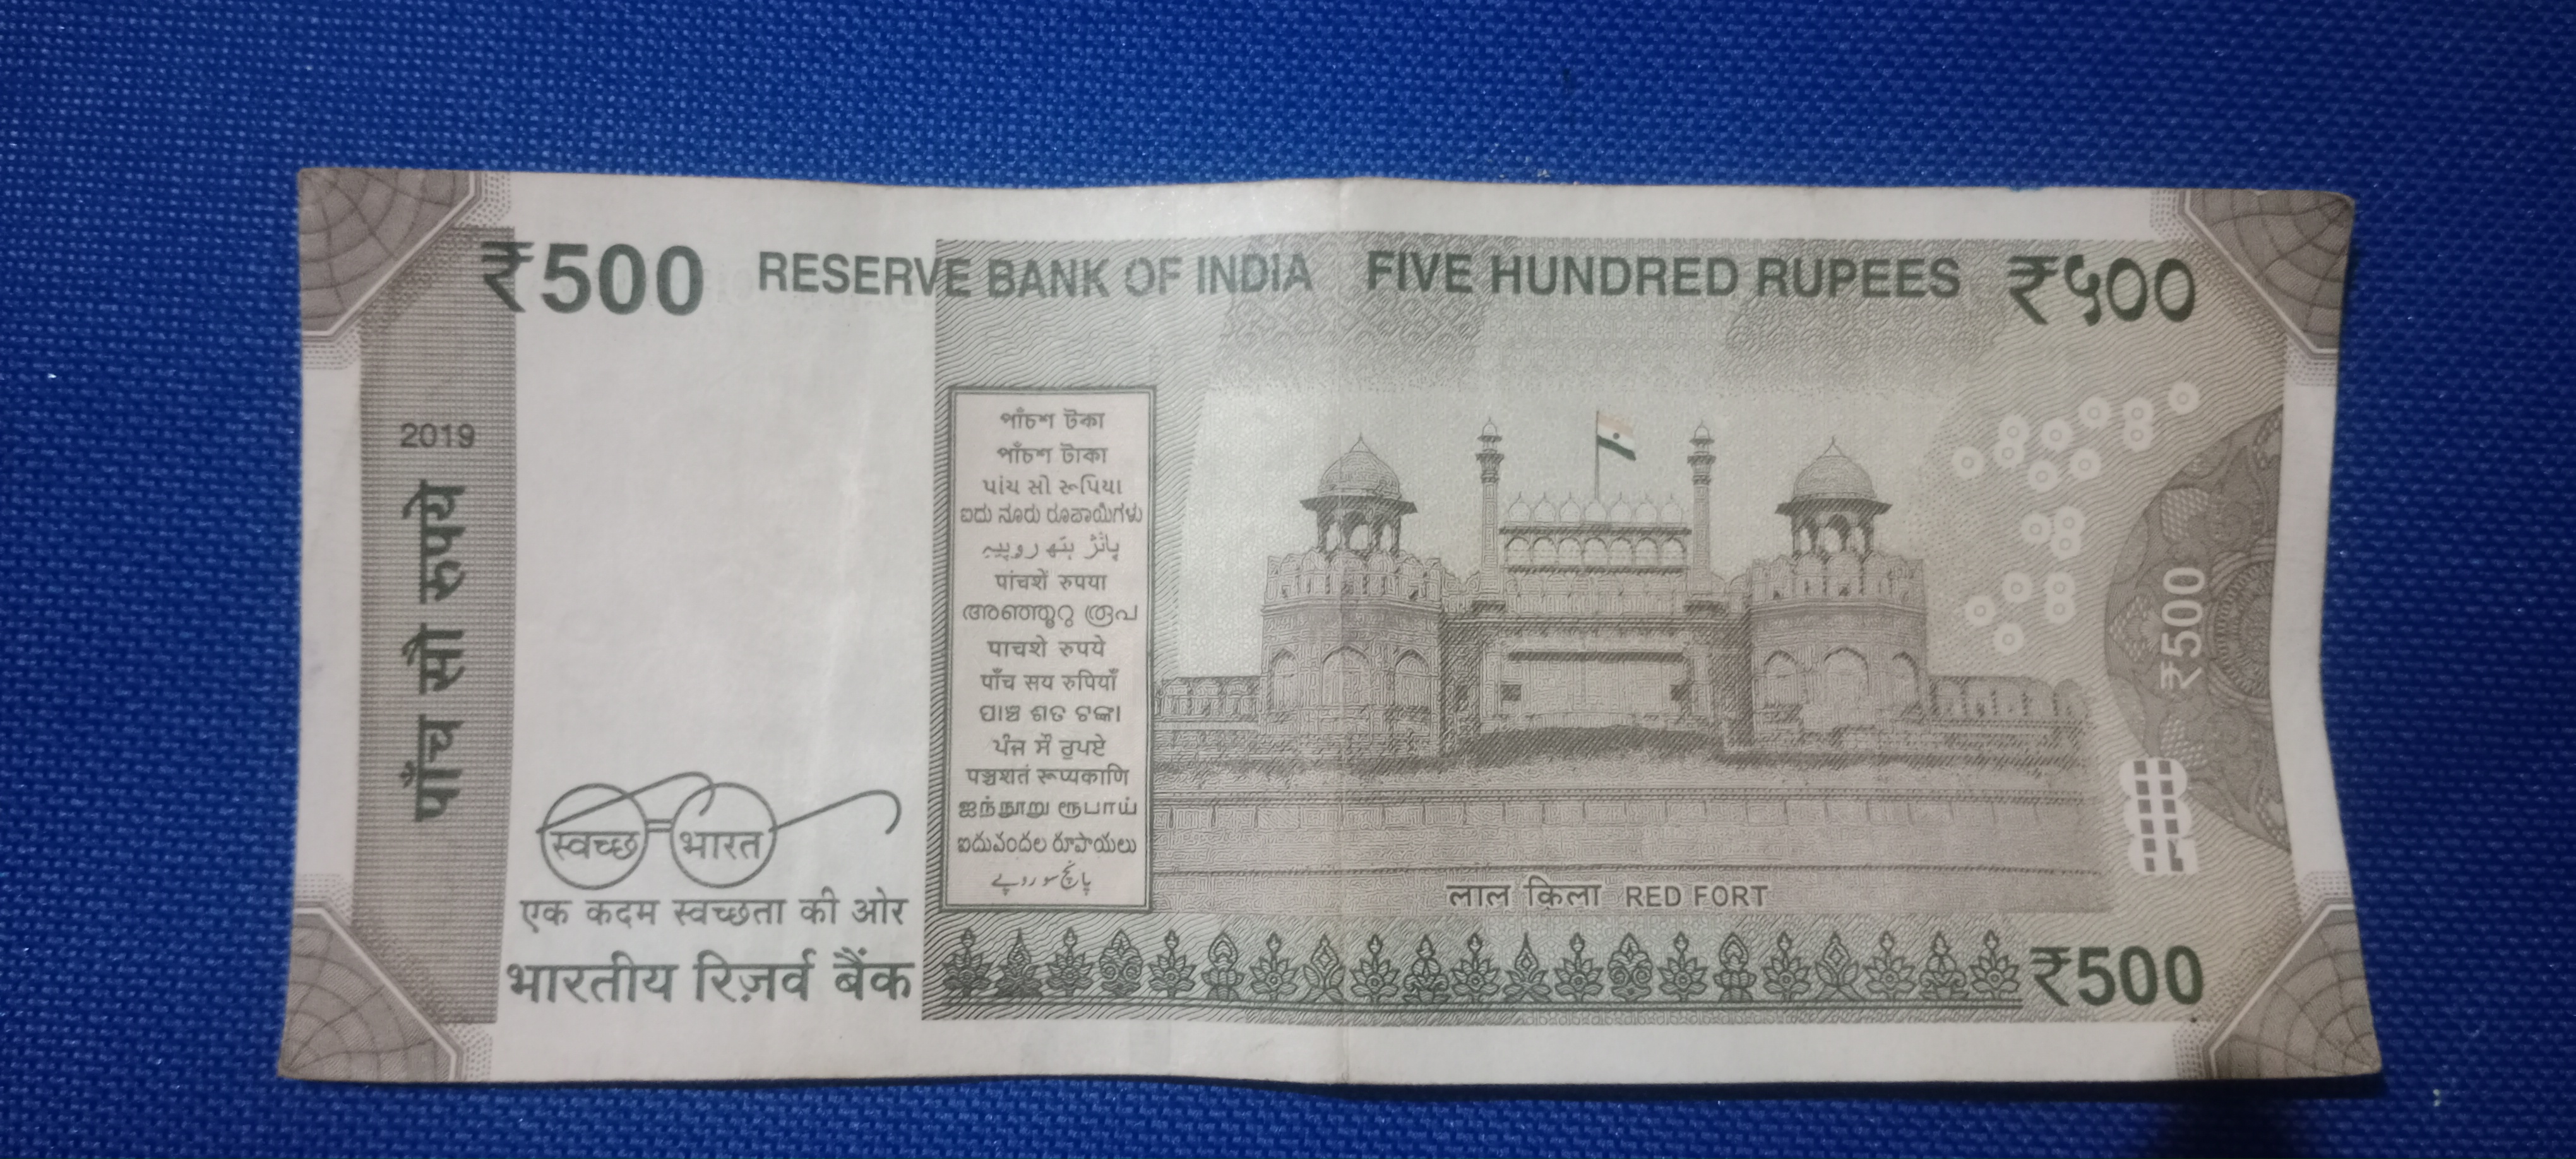 ₹500 RESERVE BANK OF INDIA FIVE HUNDRED RUPEES ₹५००
2019
पाँच सौ रुपये
পাঁচশ টকা
পাঁচশ টাকা
પાંચ સો રૂપિયા
ಐದು ನೂರು ರೂಪಾಯಿಗಳು
پانژ ہتھ روپیہ
पांचशें रुपया
അഞ്ഞൂറു രൂപ
पाचशे रुपये
पाँच सय रुपियाँ
ପାଞ୍ଚ ଶତ ଟଙ୍କା
ਪੰਜ ਸੌ ਰੁਪਏ
पञ्चशतं रूप्यकाणि
ஐந்நூறு ரூபாய்
ఐదువందల రూపాయలు
پانچ سو روپے
₹500
स्वच्छ भारत
एक कदम स्वच्छता की ओर
भारतीय रिज़र्व बैंक
लाल किला RED FORT
₹500